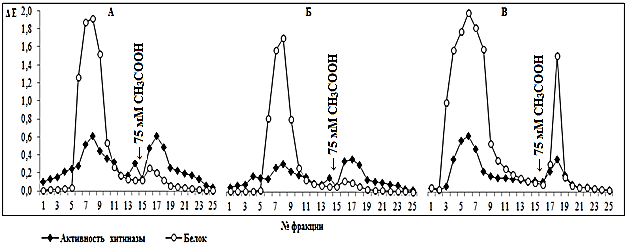 Δ E
А
Б
В
2,0
1,8
1,6
1,4
1,2
1,0
0,8
0,6
0,4
0,2
0,0
75 мМ CH3COOH
75 мМ CH3COOH
75 мМ CH3COOH
1 3 5 7 9 11 13 15 17 19 21 23 25
1 3 5 7 9 11 13 15 17 19 21 23 25
1 3 5 7 9 11 13 15 17 19 21 23 25
№ фракции
Активность хитиназы
Белок